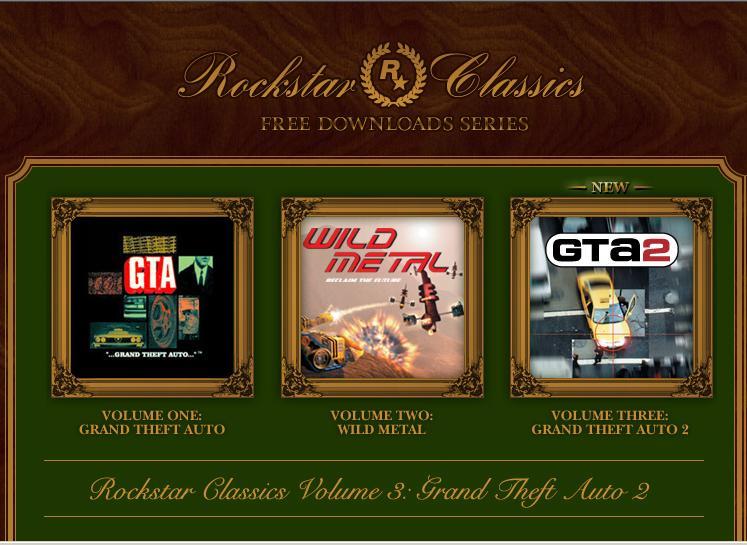 Rockstar R Classics
FREE DOWNLOADS SERIES
NEW
GTA
"...GRAND THEFT AUTO..."™
WILD METAL
RECLAIM THE FUTURE
GTA2
VOLUME ONE:
GRAND THEFT AUTO
VOLUME TWO:
WILD METAL
VOLUME THREE:
GRAND THEFT AUTO 2
Rockstar Classics Volume 3: Grand Theft Auto 2